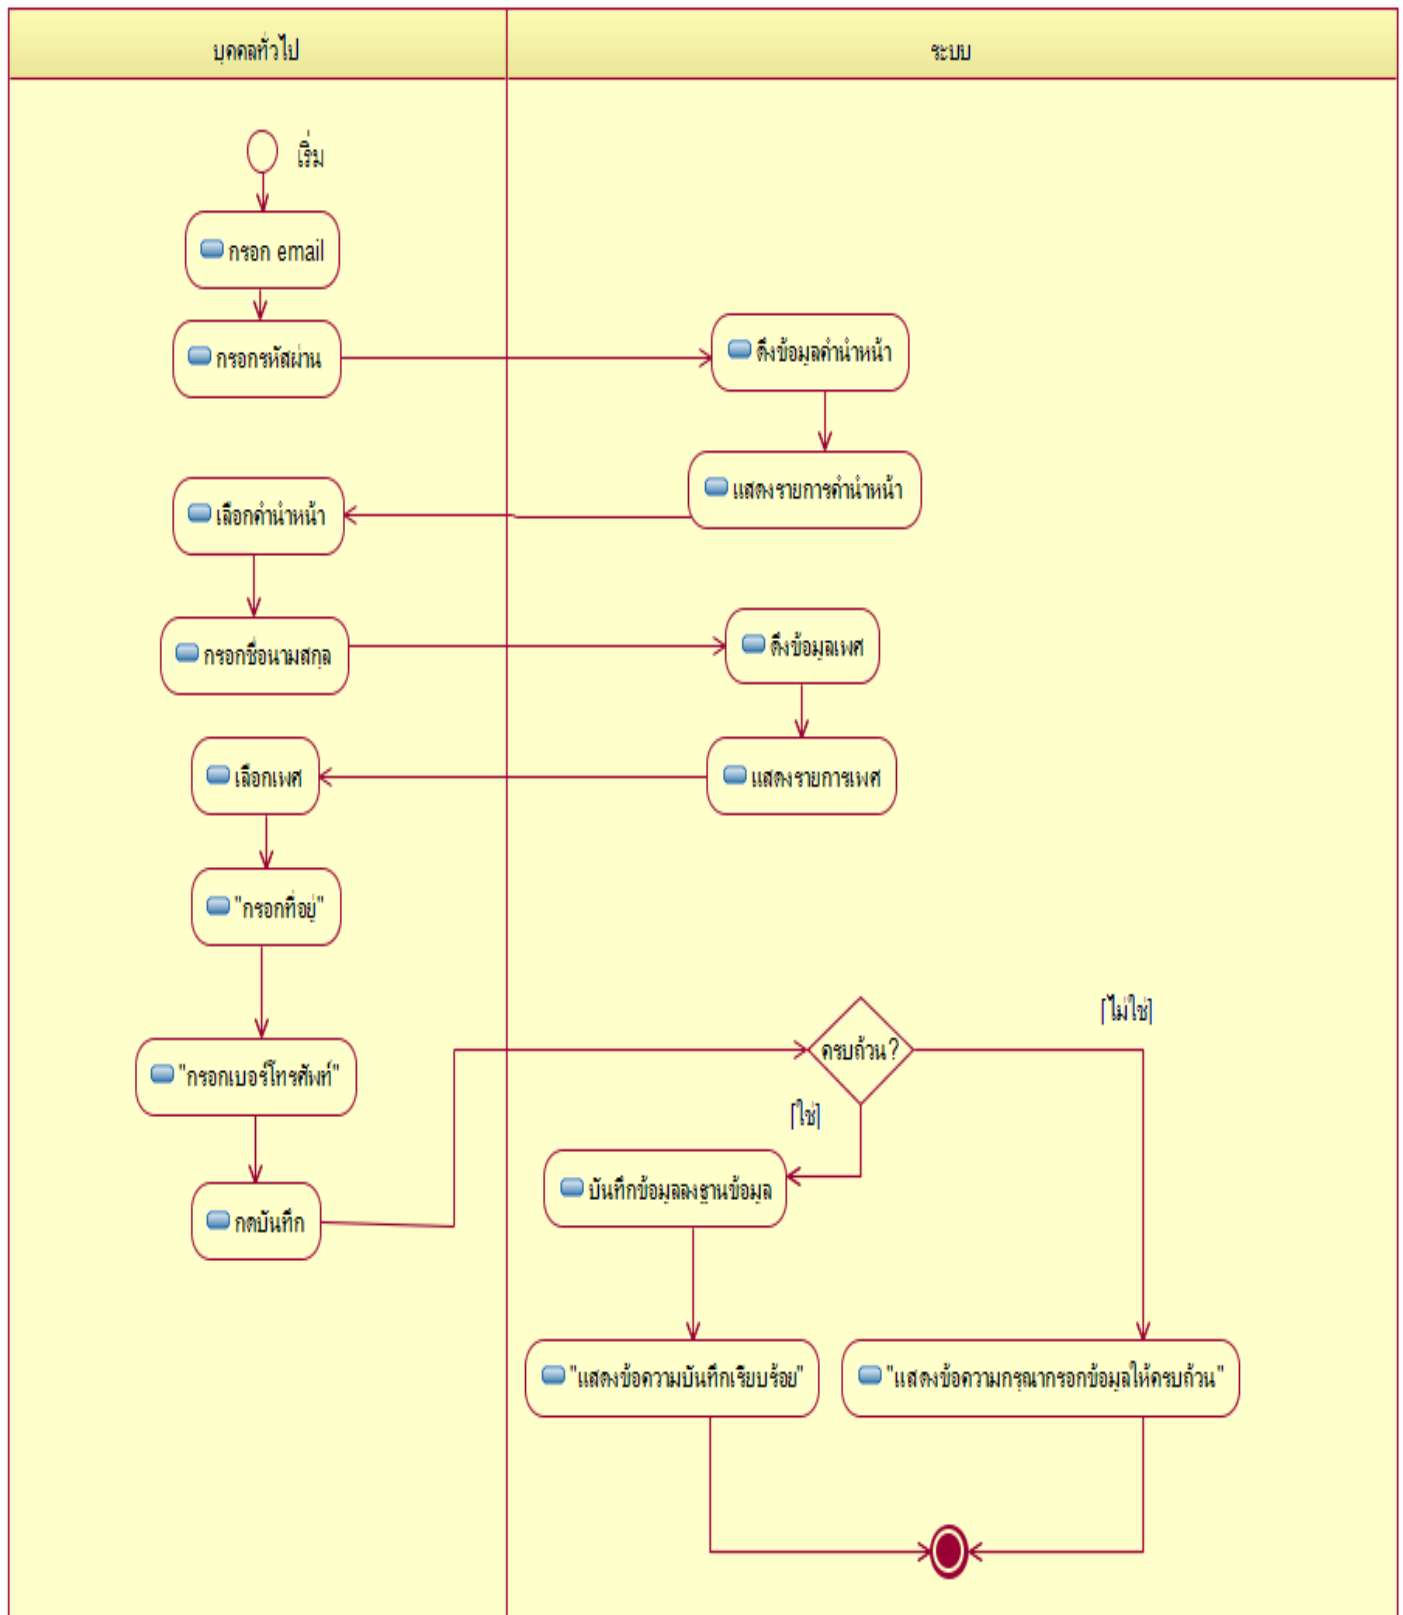 บุคคลทั่วไป
ระบบ
เริ่ม
กรอก email
กรอกรหัสผ่าน
ดึงข้อมูลคำนำหน้า
แสดงรายการคำนำหน้า
เลือกคำนำหน้า
กรอกชื่อนามสกุล
ดึงข้อมูลเพศ
แสดงรายการเพศ
เลือกเพศ
"กรอกที่อยู่"
"กรอกเบอร์โทรศัพท์"
กดบันทึก
ครบถ้วน?
[ไม่ใช่]
[ใช่]
บันทึกข้อมูลลงฐานข้อมูล
"แสดงข้อความบันทึกเรียบร้อย"
"แสดงข้อความกรุณากรอกข้อมูลให้ครบถ้วน"